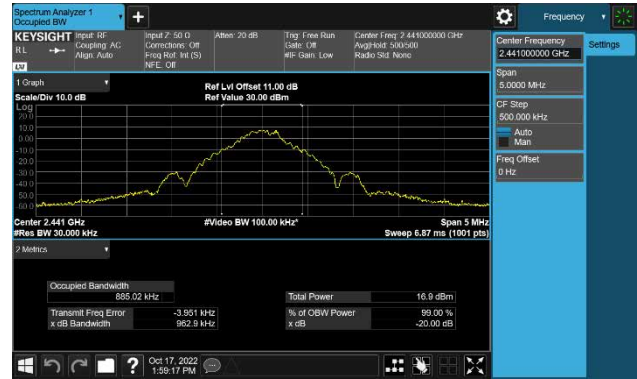 Spectrum Analyzer 1
Occupied BW
+
Frequency
KEYSIGHT
RL
Input: RF
Coupling: AC
Align: Auto
Input Z: 50 Ω
Corrections: Off
Freq Ref: Int (S)
NFE: Off
Atten: 20 dB
Trig: Free Run
Gate: Off
#IF Gain: Low
Center Freq: 2.441000000 GHz
Avg|Hold: 500/500
Radio Std: None
Center Frequency
2.441000000 GHz
Settings
Span
5.0000 MHz
CF Step
500.000 kHz
Auto
Man
Freq Offset
0 Hz
1 Graph
Scale/Div 10.0 dB
Ref Lvl Offset 11.00 dB
Ref Value 30.00 dBm
Log
20.0
10.0
0.00
-10.0
-20.0
-30.0
-40.0
-50.0
-60.0
Center 2.441 GHz
#Res BW 30.000 kHz
#Video BW 100.00 kHz*
Span 5 MHz
Sweep 6.87 ms (1001 pts)
2 Metrics
Occupied Bandwidth
885.02 kHz
Total Power 16.9 dBm
Transmit Freq Error -3.951 kHz
% of OBW Power 99.00 %
x dB Bandwidth 962.9 kHz
x dB -20.00 dB
?
Oct 17, 2022
1:59:17 PM